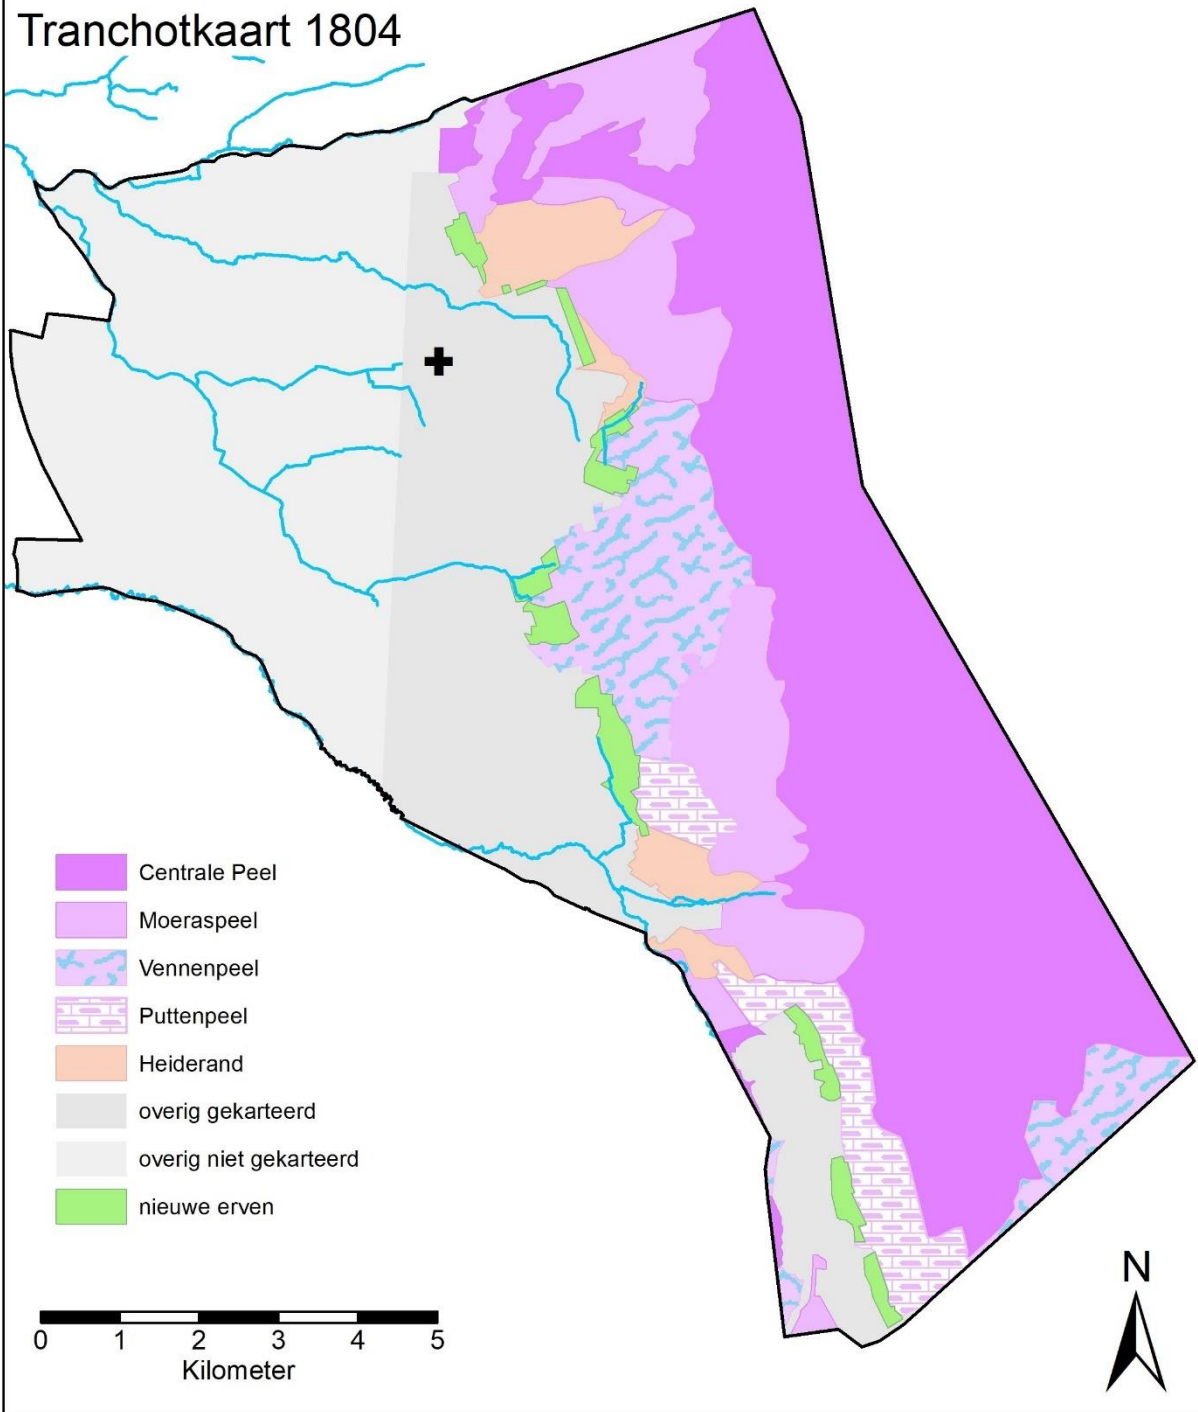 Tranchotkaart 1804
Centrale Peel
Moeraspeel
Vennenpeel
Puttenpeel
Heiderand
overig gekarteerd
overig niet gekarteerd
nieuwe erven
N
0 1 2 3 4 5
Kilometer